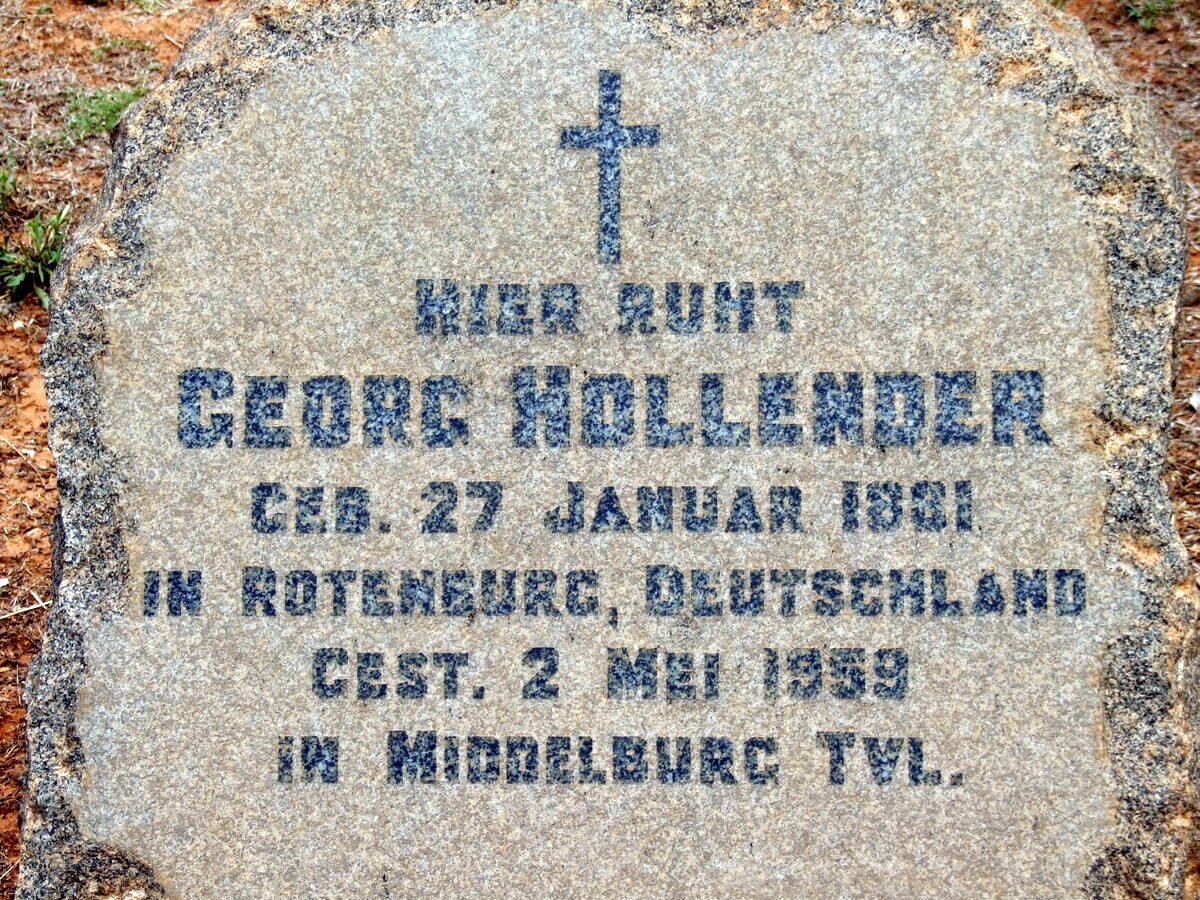 HIER RUHT
GEORG HOLLENDER
GEB. 27 JANUAR 1881
IN ROTENBURG, DEUTSCHLAND
GEST. 2 MEI 1959
IN MIDDELBURG TVL.